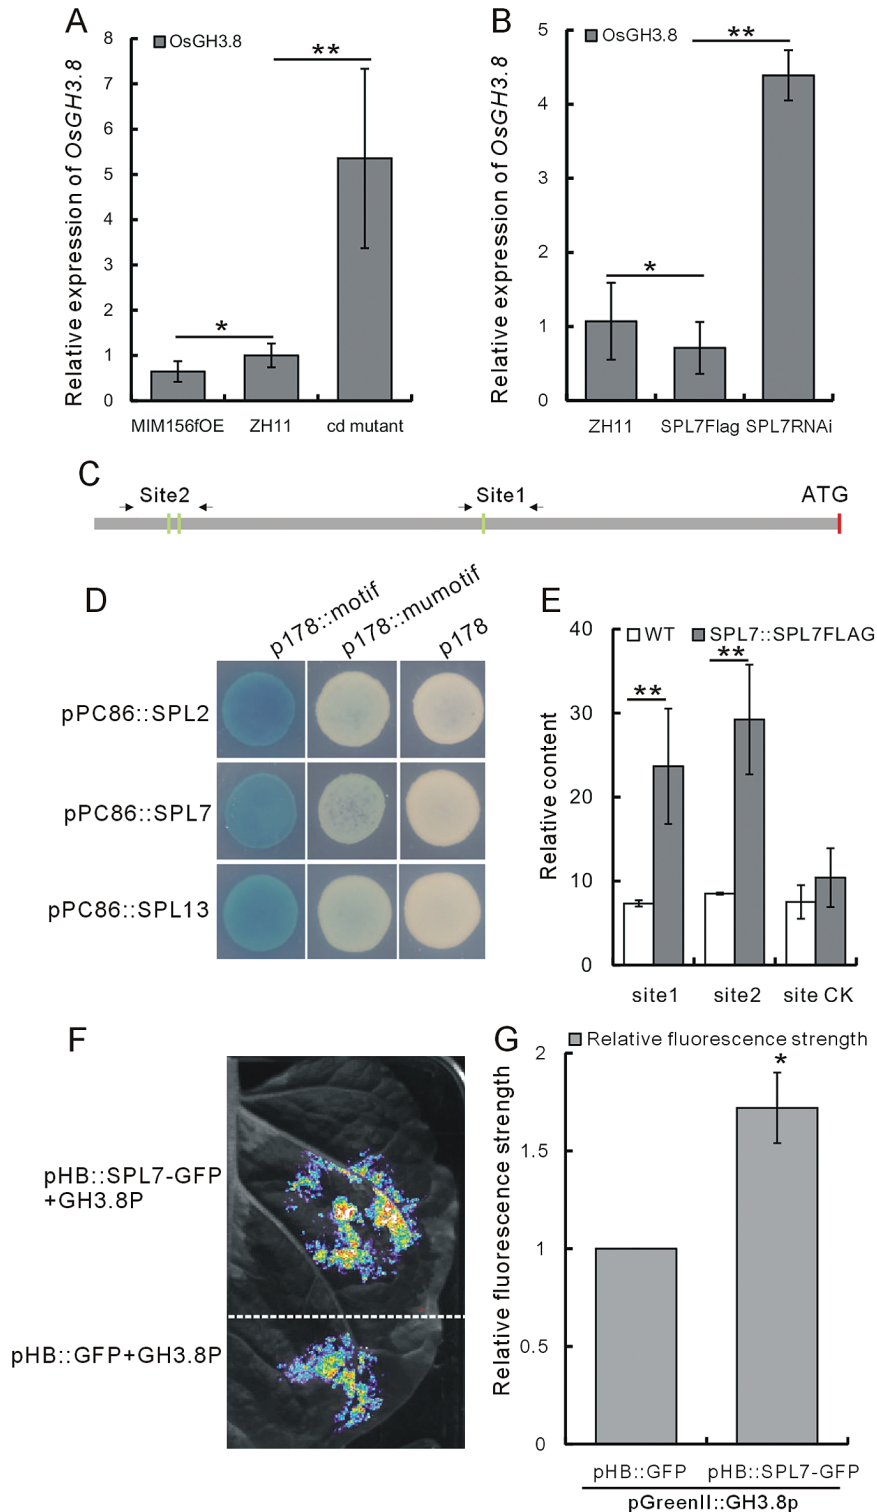 A
OsGH3.8
**
*
Relative expression of OsGH3.8
8
7
6
5
4
3
2
1
0
MIM156fOE ZH11 cd mutant
B
OsGH3.8
**
*
Relative expression of OsGH3.8
5
4
3
2
1
0
ZH11 SPL7Flag SPL7RNAi
C
Site2 Site1 ATG
D
p178::motif p178::mumotif p178
pPC86::SPL2
pPC86::SPL7
pPC86::SPL13
E
WT SPL7::SPL7FLAG
**
**
Relative content
40
30
20
10
0
site1 site2 site CK
F
pHB::SPL7-GFP
+GH3.8P
pHB::GFP+GH3.8P
G
Relative fluorescence strength
*
Relative fluorescence strength
2
1.5
1
0.5
0
pHB::GFP pHB::SPL7-GFP
pGreenII::GH3.8p